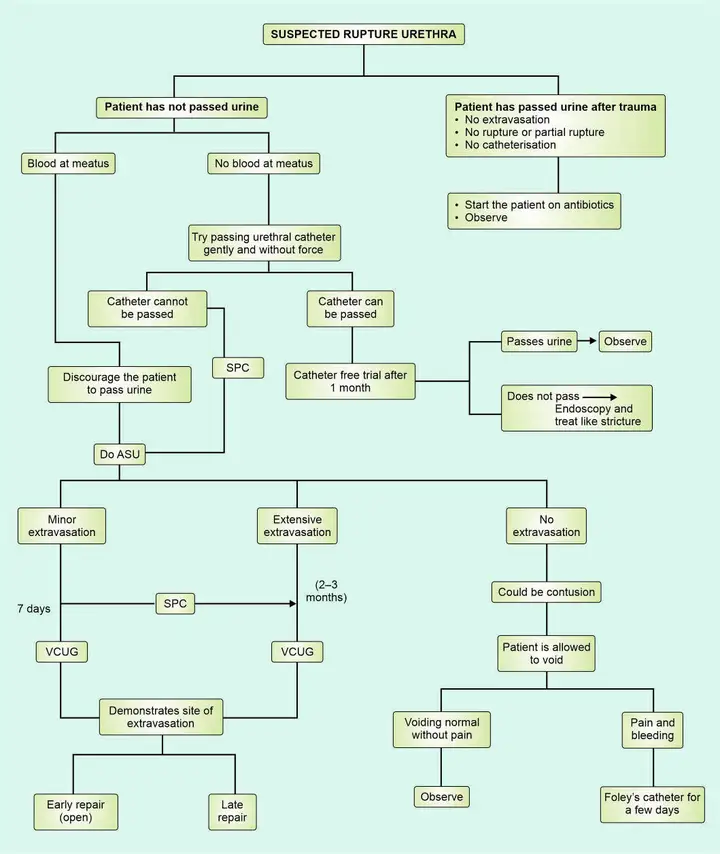 SUSPECTED RUPTURE URETHRA
Patient has not passed urine
Patient has passed urine after trauma
• No extravasation
• No rupture or partial rupture
• No catheterisation
Blood at meatus
No blood at meatus
• Start the patient on antibiotics
• Observe
Try passing urethral catheter
gently and without force
Catheter cannot
be passed
Catheter can
be passed
SPC
Catheter free trial after
1 month
Passes urine
Observe
Does not pass
Endoscopy and
treat like stricture
Discourage the patient
to pass urine
Do ASU
Minor
extravasation
Extensive
extravasation
No
extravasation
7 days
SPC
(2–3
months)
Could be contusion
VCUG
VCUG
Patient is allowed
to void
Demonstrates site of
extravasation
Voiding normal
without pain
Pain and
bleeding
Early repair
(open)
Late
repair
Observe
Foley's catheter for
a few days